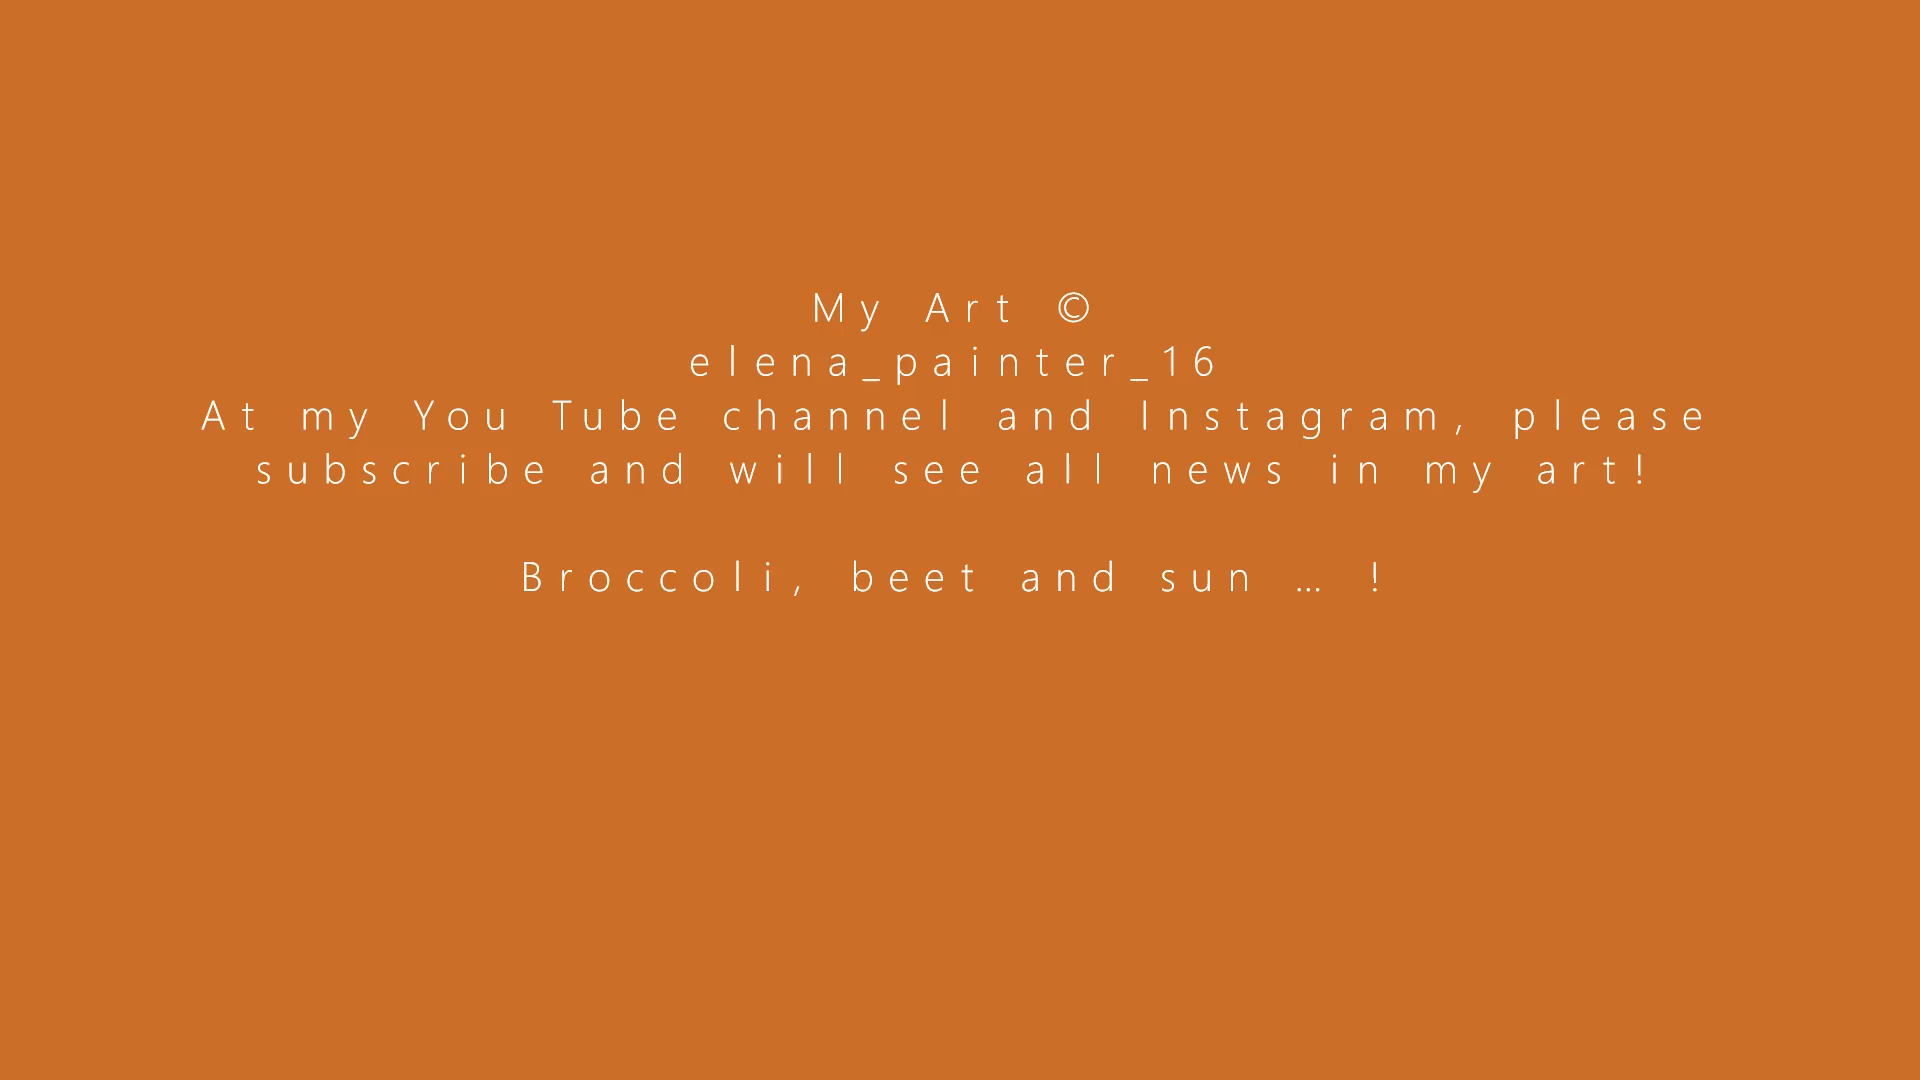 My Art ©
elena_painter_16
At my You Tube channel and Instagram, please
subscribe and will see all news in my art!
Broccoli, beet and sun … !